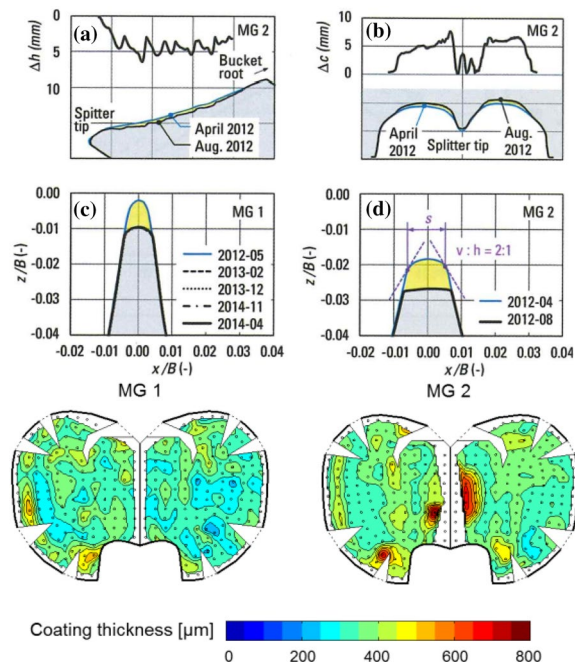 (a)
MG 2
Δh (mm)
0
5
10
Bucket
root
Spitter
tip
April 2012
Aug. 2012
(b)
MG 2
Δc (mm)
10
5
0
April
2012
Splitter tip
Aug.
2012
(c)
MG 1
z/B (-)
0.00
-0.01
-0.02
-0.03
-0.04
2012-05
2013-02
2013-12
2014-11
2014-04
-0.02 -0.01 0.00 0.01 0.02 0.03 0.04
x/B (-)
(d)
MG 2
s
v : h = 2:1
z/B (-)
0.00
-0.01
-0.02
-0.03
-0.04
2012-04
2012-08
-0.02 -0.01 0.00 0.01 0.02 0.03 0.04
x/B (-)
MG 1
MG 2
Coating thickness [μm]
0 200 400 600 800